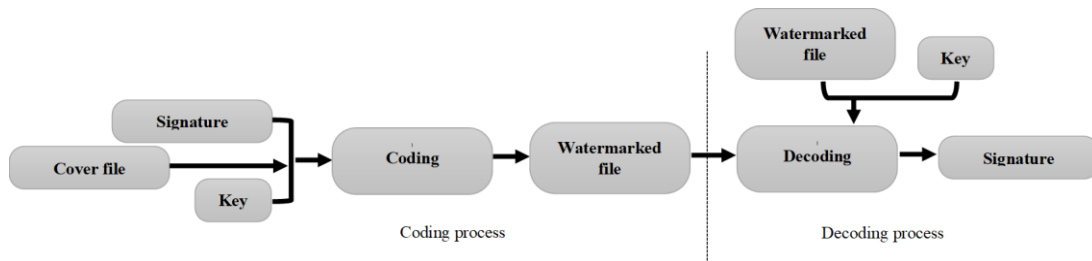 Signature
Cover file
Key
Coding
Watermarked
file
Coding process
Watermarked
file
Key
Decoding
Signature
Decoding process